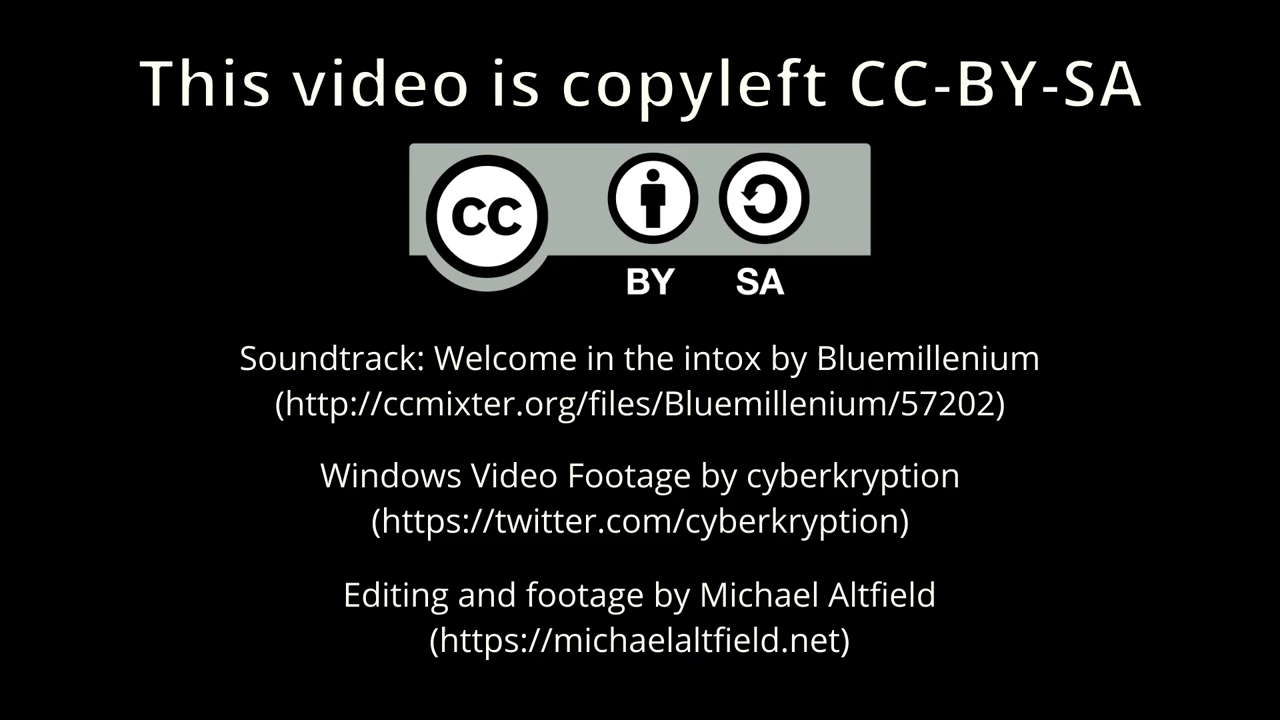 This video is copyleft CC-BY-SA
CC
BY SA
Soundtrack: Welcome in the intox by Bluemillenium
(http://ccmixter.org/files/Bluemillenium/57202)
Windows Video Footage by cyberkryption
(https://twitter.com/cyberkryption)
Editing and footage by Michael Altfield
(https://michaelaltfield.net)